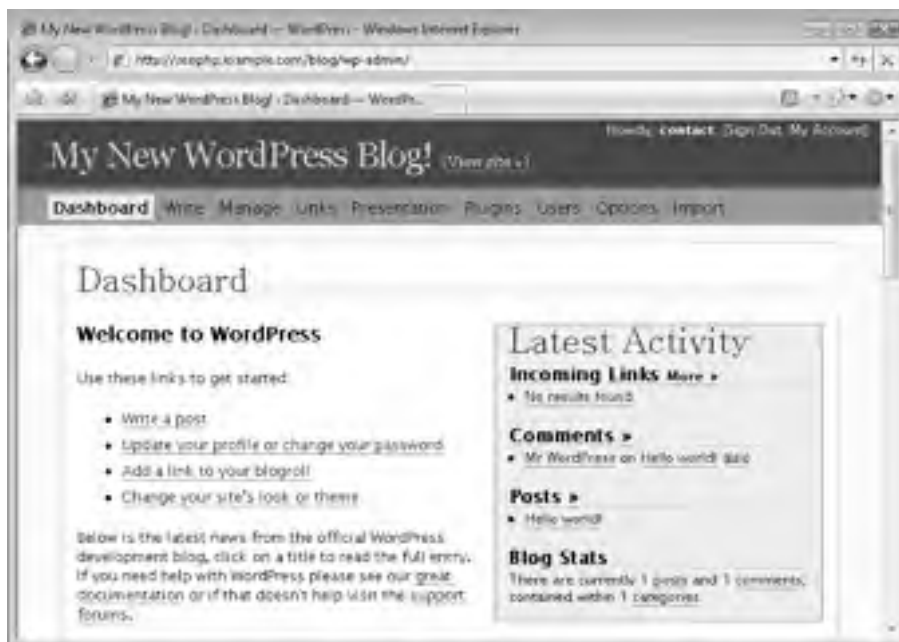 My New WordPress Blog! › Dashboard — WordPress - Windows Internet Explorer
http://seophp.example.com/blog/wp-admin/
My New WordPress Blog! › Dashboard — WordPr...
Howdy, contact. [Sign Out, My Account]
My New WordPress Blog! (View site »)
Dashboard Write Manage Links Presentation Plugins Users Options Import
Dashboard
Welcome to WordPress
Use these links to get started:
• Write a post
• Update your profile or change your password
• Add a link to your blogroll
• Change your site's look or theme
Below is the latest news from the official WordPress
development blog, click on a title to read the full entry.
If you need help with WordPress please see our great
documentation or if that doesn't help visit the support
forums.
Latest Activity
Incoming Links More »
• No results found.
Comments »
• Mr WordPress on Hello world!
Posts »
• Hello world!
Blog Stats
There are currently 1 posts and 1 comments,
contained within 1 categories.